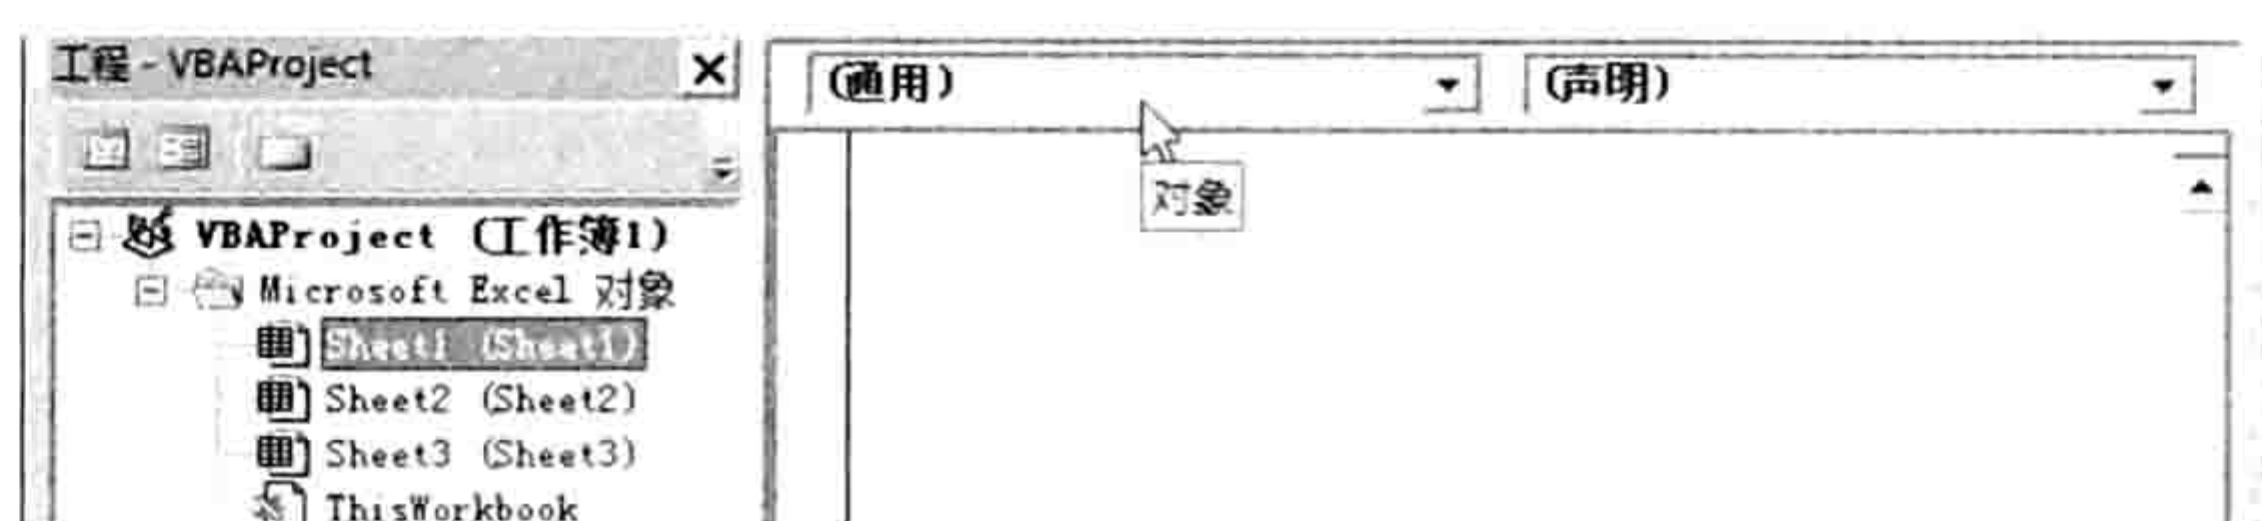 工程 - VBAProject
(通用)
(声明)
对象
VBAProject (工作簿1)
Microsoft Excel 对象
Sheet1 (Sheet1)
Sheet2 (Sheet2)
Sheet3 (Sheet3)
ThisWorkbook